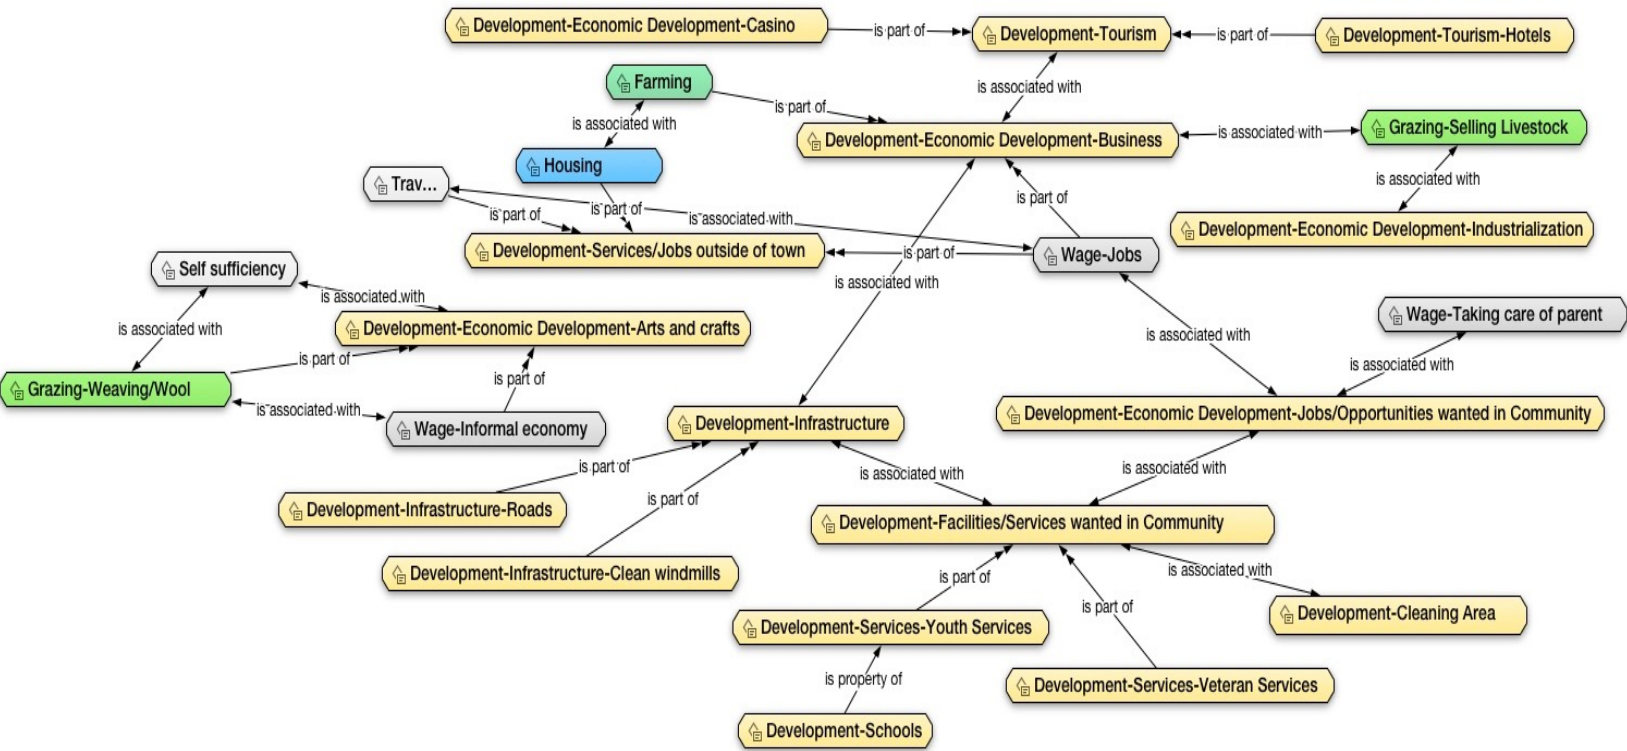 Development-Economic Development-Casino
is part of
Development-Tourism
is part of
Development-Tourism-Hotels
is associated with
Farming
is part of
is associated with
Development-Economic Development-Business
is associated with
Grazing-Selling Livestock
Housing
is associated with
Trav...
is part of
is part of
is associated with
is part of
Development-Economic Development-Industrialization
Development-Services/Jobs outside of town
is part of
Wage-Jobs
Self sufficiency
is associated with
is associated with
Wage-Taking care of parent
is associated with
Development-Economic Development-Arts and crafts
is associated with
is part of
is associated with
is part of
Grazing-Weaving/Wool
is associated with
Wage-Informal economy
Development-Infrastructure
Development-Economic Development-Jobs/Opportunities wanted in Community
is part of
is associated with
is associated with
is part of
Development-Infrastructure-Roads
Development-Facilities/Services wanted in Community
Development-Infrastructure-Clean windmills
is part of
is associated with
is part of
Development-Cleaning Area
Development-Services-Youth Services
is property of
Development-Services-Veteran Services
Development-Schools